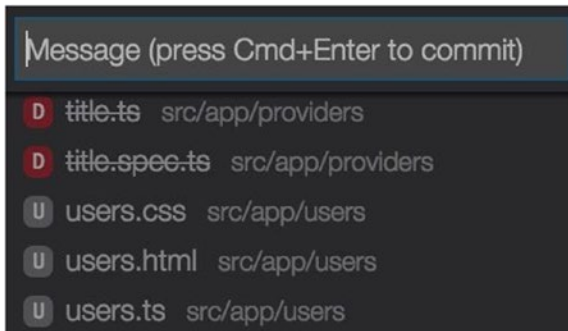 Message (press Cmd+Enter to commit)
D title.ts src/app/providers
D title.spec.ts src/app/providers
U users.css src/app/users
U users.html src/app/users
U users.ts src/app/users